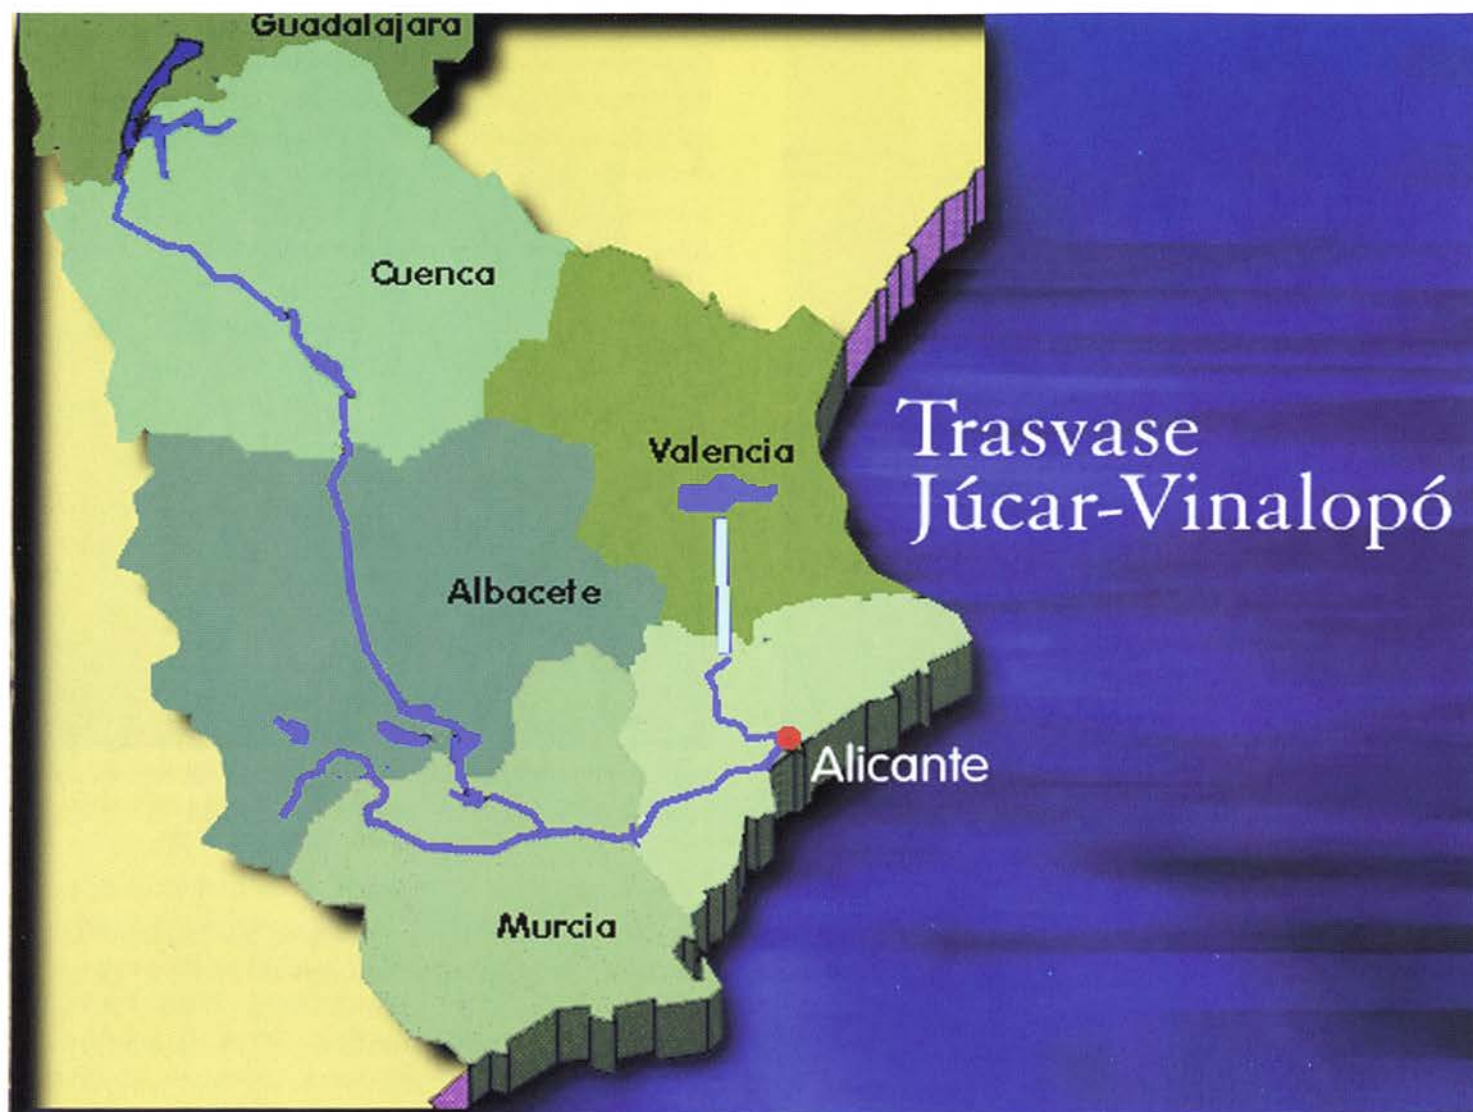 Guadalajara
Cuenca
Valencia
Trasvase
Júcar-Vinalopó
Albacete
Alicante
Murcia